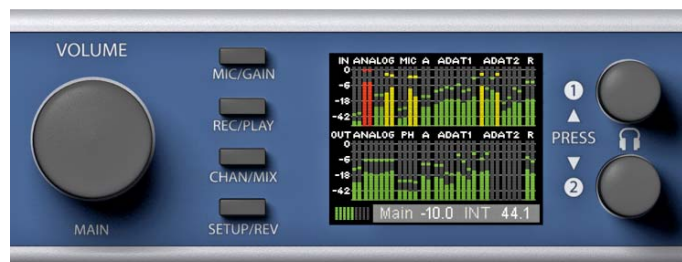 VOLUME
MAIN
MIC/GAIN
REC/PLAY
CHAN/MIX
SETUP/REV
IN ANALOG MIC A ADAT1 ADAT2 R
0
-6
-18
-42
OUT ANALOG PH A ADAT1 ADAT2 R
0
-6
-18
-42
Main -10.0 INT 44.1
1
PRESS
2